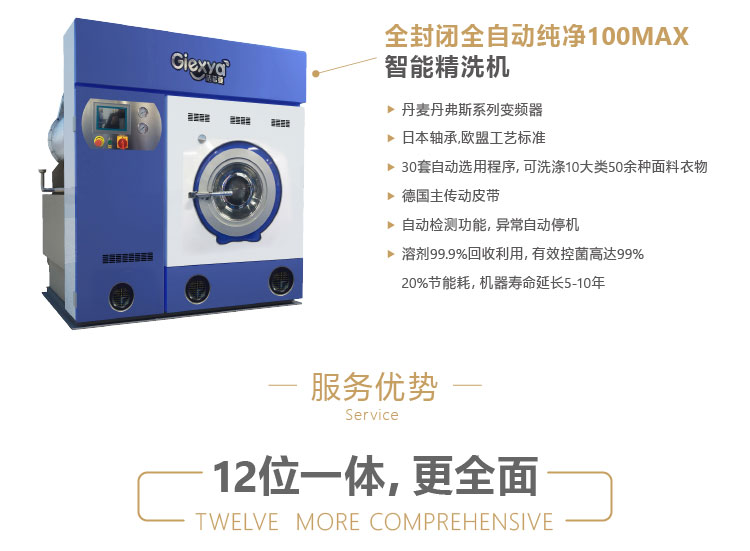 Giexya
全封闭全自动纯净100MAX
智能精洗机
丹麦丹弗斯系列变频器
日本轴承,欧盟工艺标准
30套自动选用程序, 可洗涤10大类50余种面料衣物
德国主传动皮带
自动检测功能, 异常自动停机
溶剂99.9%回收利用, 有效控菌高达99%
20%节能耗, 机器寿命延长5-10年
服务优势
Service
12位一体, 更全面
TWELVE MORE COMPREHENSIVE